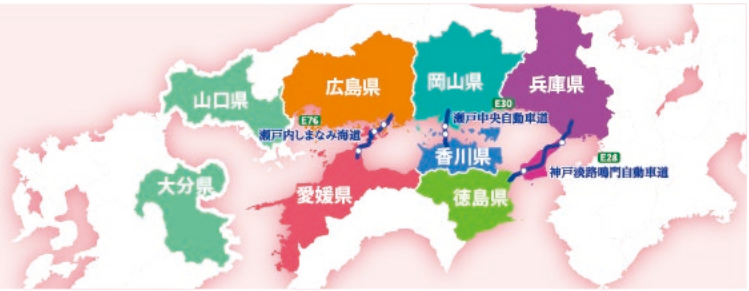 広島県
岡山県
兵庫県
山口県
E76
瀬戸内しまなみ海道
E30
瀬戸中央自動車道
香川県
E28
神戸淡路鳴門自動車道
大分県
愛媛県
徳島県